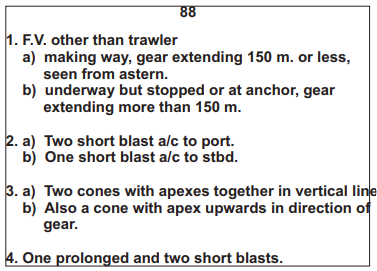 88
1. F.V. other than trawler
a) making way, gear extending 150 m. or less,
seen from astern.
b) underway but stopped or at anchor, gear
extending more than 150 m.
2. a) Two short blast a/c to port.
b) One short blast a/c to stbd.
3. a) Two cones with apexes together in vertical line
b) Also a cone with apex upwards in direction of
gear.
4. One prolonged and two short blasts.